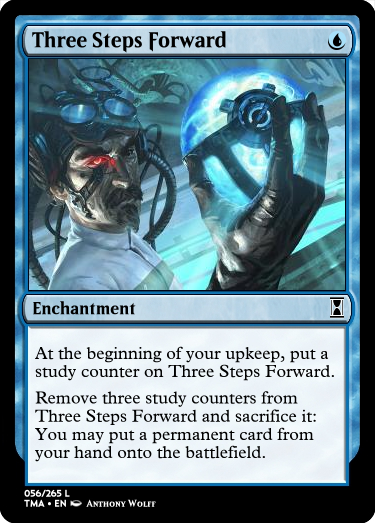 Three Steps Forward
Enchantment
At the beginning of your upkeep, put a
study counter on Three Steps Forward.
Remove three study counters from
Three Steps Forward and sacrifice it:
You may put a permanent card from
your hand onto the battlefield.
056/265 L
TMA • EN Anthony Wolff